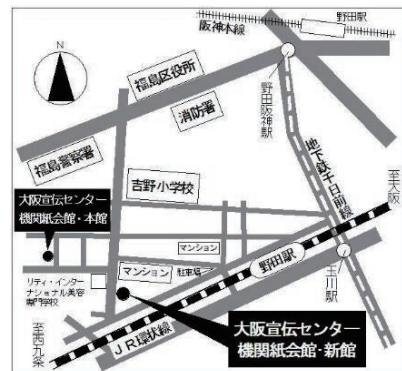 野田駅
阪神本線
N
福島区役所
消防署
野田阪神駅
福島警察署
地下鉄千日前線
吉野小学校
至大阪
大阪宣伝センター
機関紙会館・本館
マンション
野田駅
玉川駅
マンション
駐車場
リティ・インター
ナショナル美容
専門学校
大阪宣伝センター
機関紙会館・新館
JR環状線
至西九条